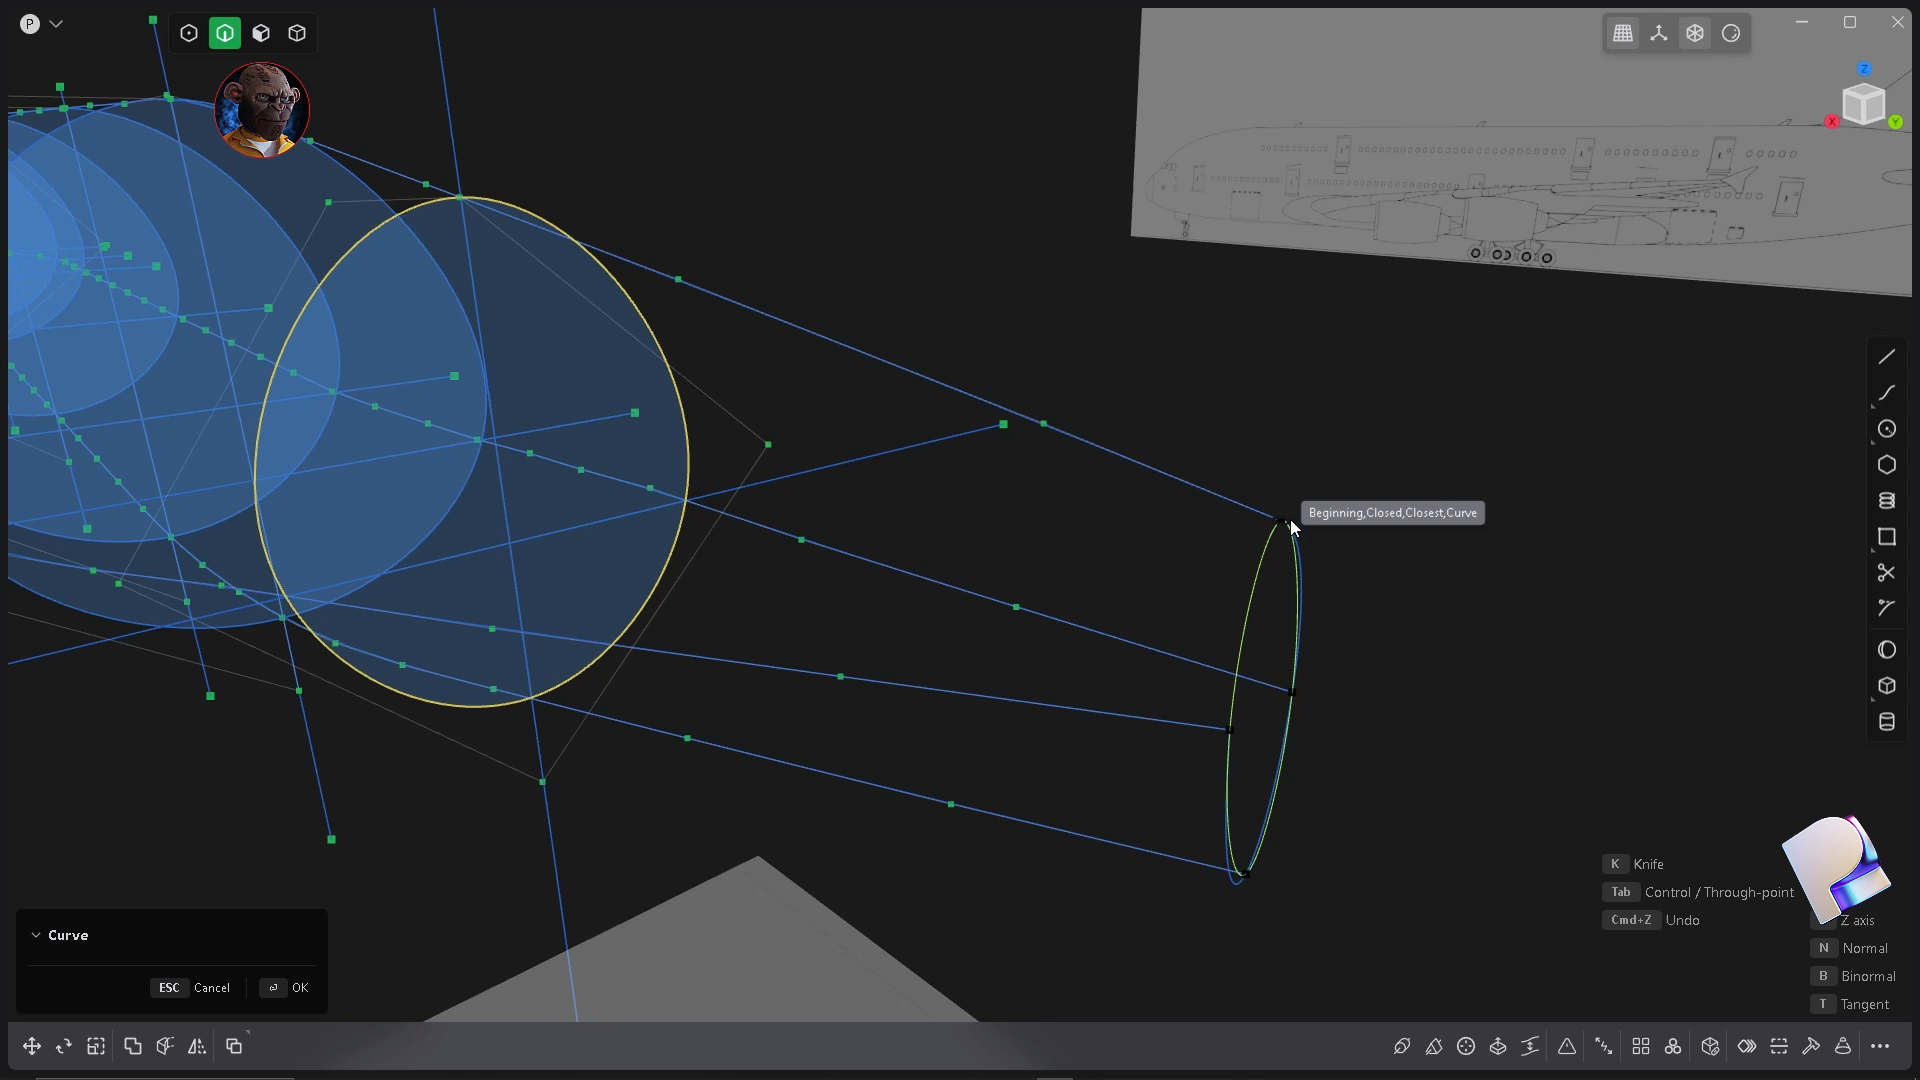 P
Z
X
Y
Beginning,Closed,Closest,Curve
K Knife
Tab Control / Through-point
Cmd+Z Undo
Z axis
N Normal
B Binormal
T Tangent
Curve
ESC Cancel
OK